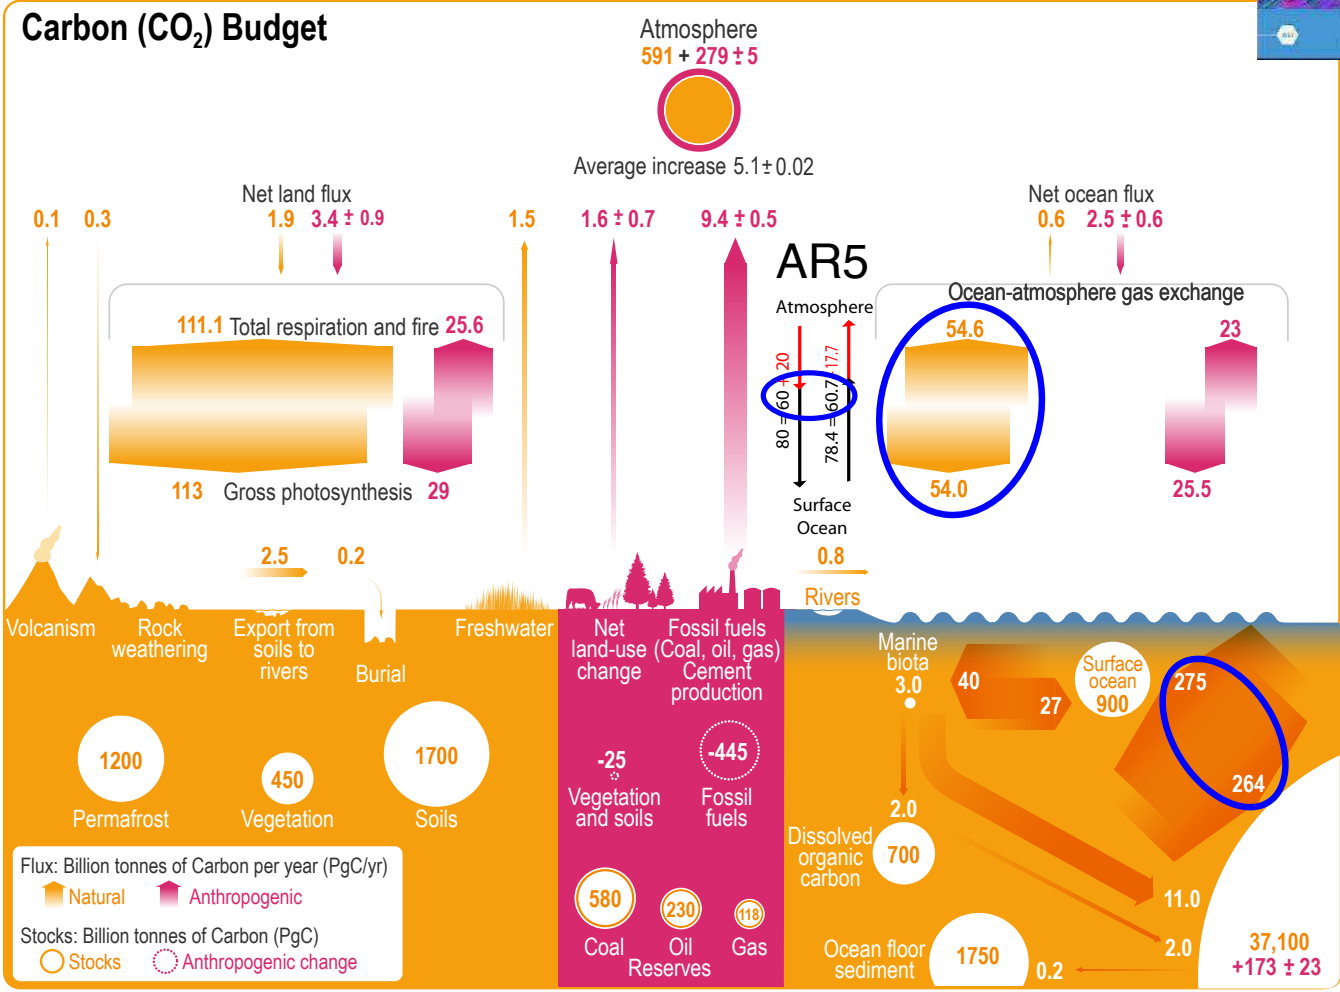 Carbon (CO2) Budget
ASI
Atmosphere
591 + 279 ± 5
Average increase 5.1 ± 0.02
Net land flux
Net ocean flux
0.1 0.3 1.9 3.4 ± 0.9 1.5 1.6 ± 0.7 9.4 ± 0.5 0.6 2.5 ± 0.6
AR5
Atmosphere
80 = 60 + 20
78.4 = 60.7 + 17.7
Surface
Ocean
Ocean-atmosphere gas exchange
111.1 Total respiration and fire 25.6
54.6 23
113 Gross photosynthesis 29
54.0 25.5
2.5 0.2 0.8
Rivers
Volcanism
Rock
weathering
Export from
soils to
rivers
Burial
Freshwater
Net
land-use
change
Fossil fuels
(Coal, oil, gas)
Cement
production
Marine
biota
3.0
40
27
Surface
ocean
900
275
264
1200
Permafrost
450
Vegetation
1700
Soils
-25
Vegetation
and soils
-445
Fossil
fuels
2.0
Dissolved
organic
carbon
700
11.0
2.0
Flux: Billion tonnes of Carbon per year (PgC/yr)
Natural Anthropogenic
Stocks: Billion tonnes of Carbon (PgC)
Stocks Anthropogenic change
580
Coal
230
Oil
118
Gas
Reserves
Ocean floor
sediment
1750
0.2
37,100
+173 ± 23